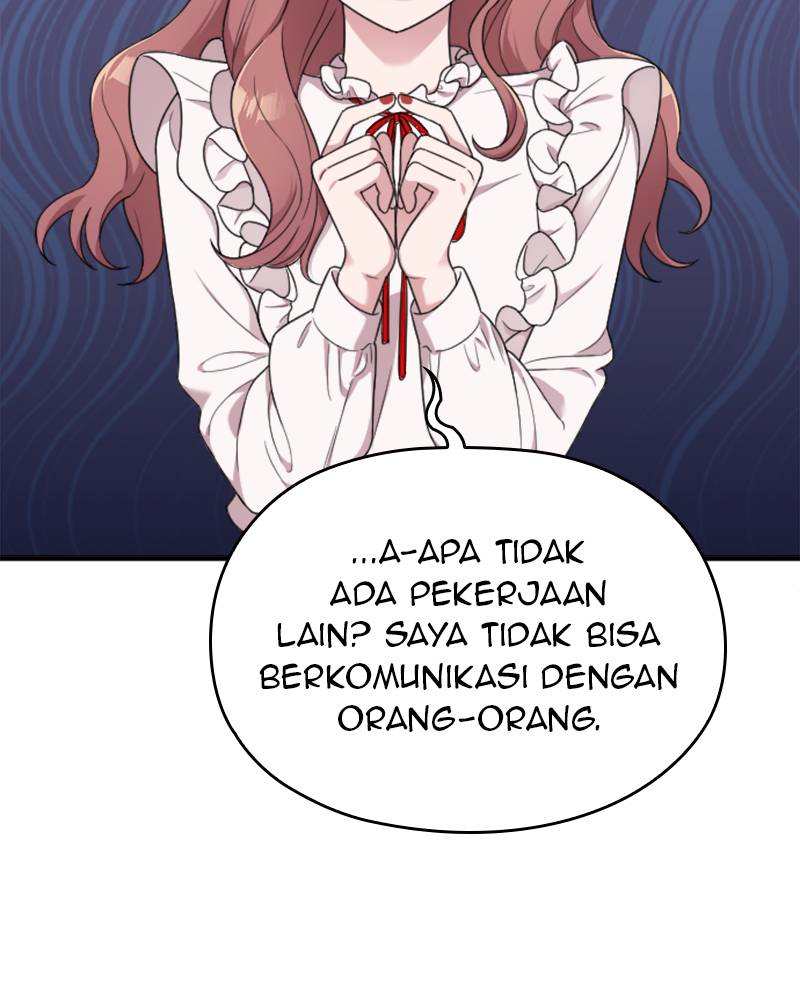 ...A-APA TIDAK
ADA PEKERJAAN
LAIN? SAYA TIDAK BISA
BERKOMUNIKASI DENGAN
ORANG-ORANG.